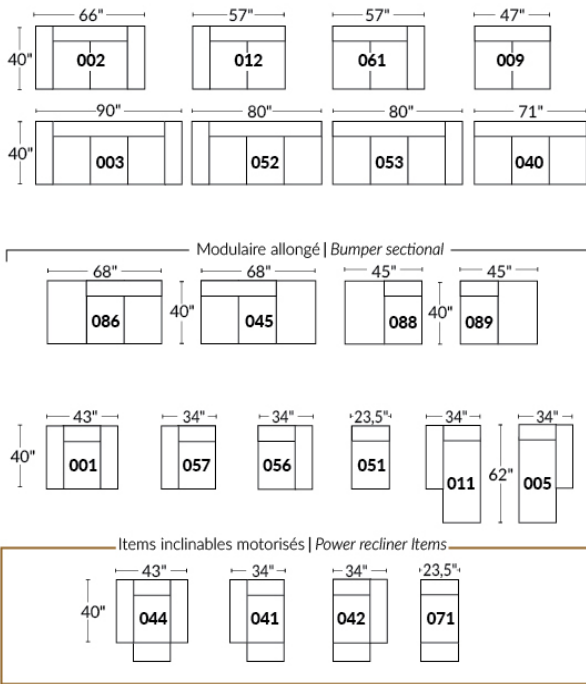 66" 57" 57" 47"
40" 002 012 061 009
90" 80" 80" 71"
40" 003 052 053 040
Modulaire allongé | Bumper sectional
68" 68" 45" 45"
086 40" 045 088 40" 089
43" 34" 34" 23,5" 34" 34"
40" 001 057 056 051 011 62" 005
Items inclinables motorisés | Power recliner Items
43" 34" 34" 23,5"
40" 044 041 042 071